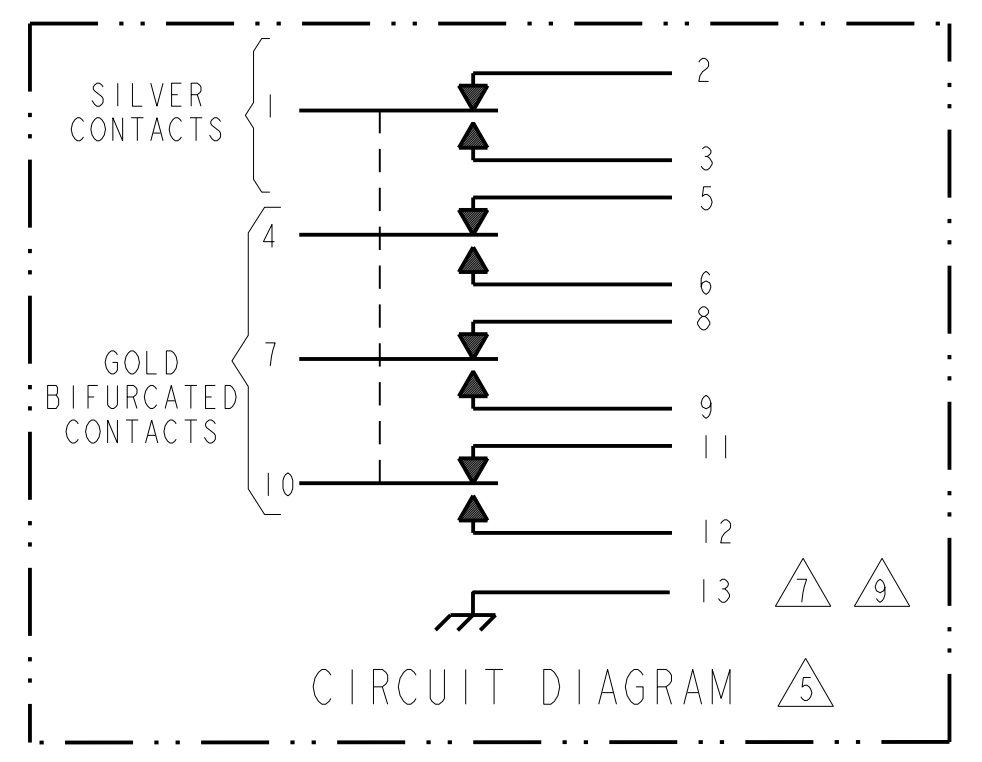 2
SILVER
CONTACTS
1
3
5
4
6
8
7
GOLD
BIFURCATED
CONTACTS
9
11
10
12
13 7 9
CIRCUIT DIAGRAM 5